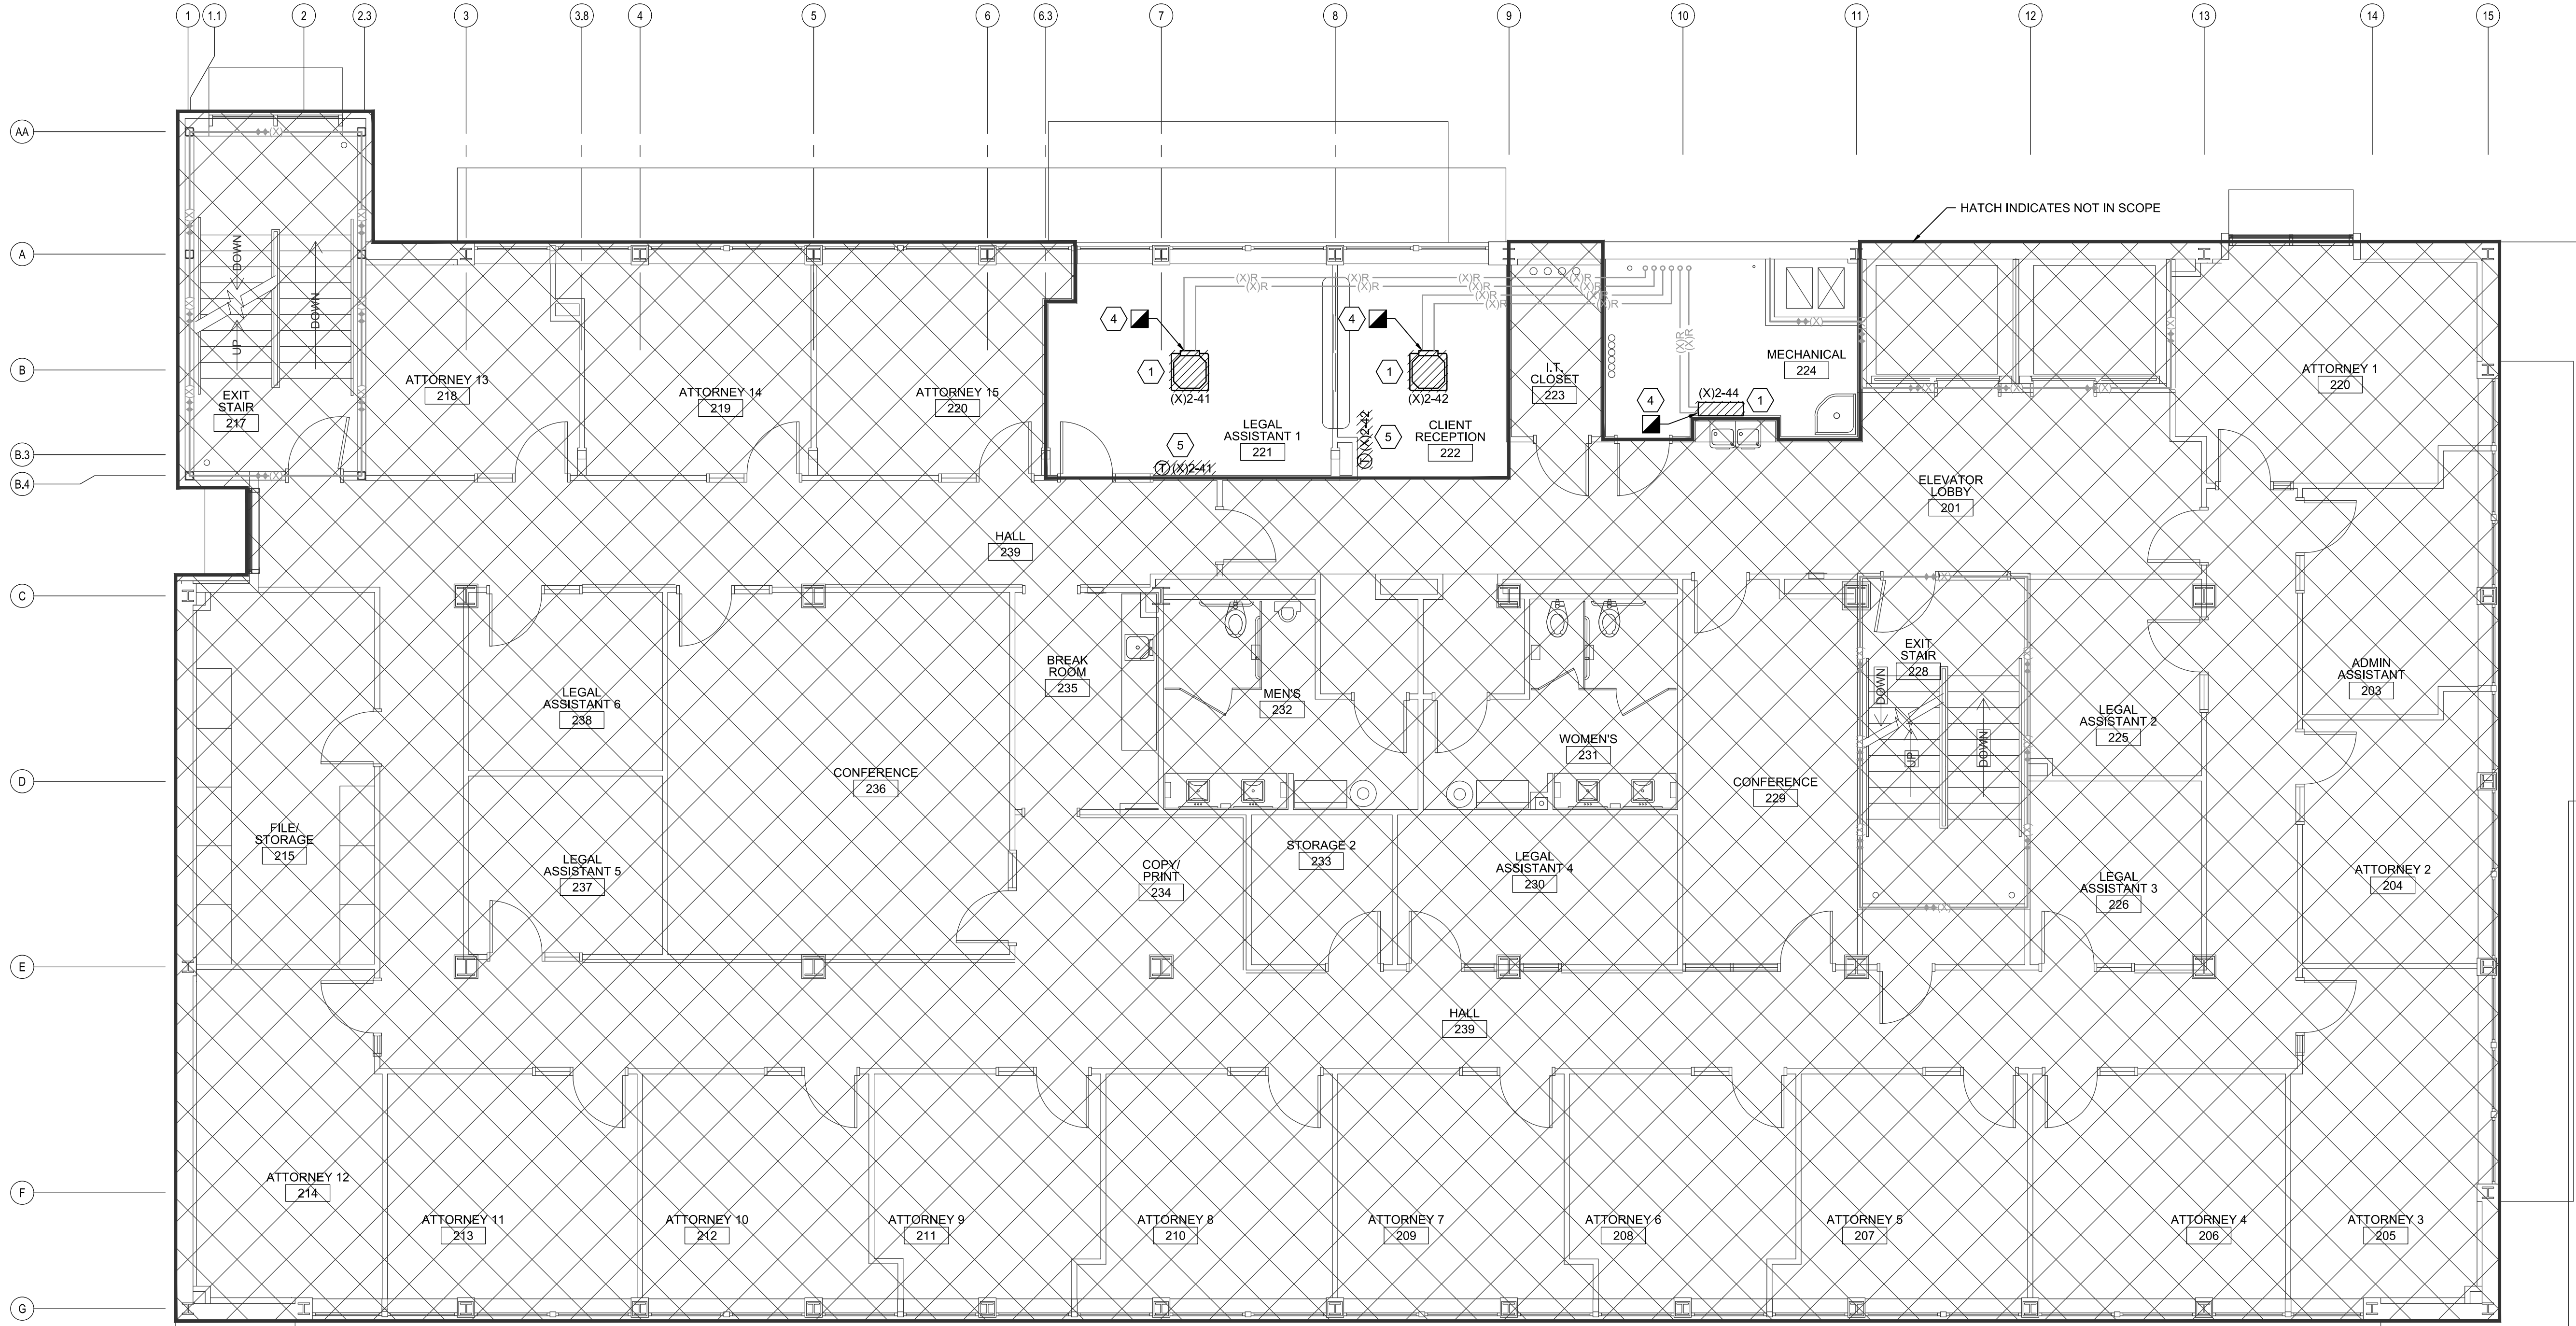 1
1.1
2
2.3
3
3.8
4
5
6
6.3
7
8
9
10
11
12
13
14
15
AA
(X)
HATCH INDICATES NOT IN SCOPE
A
DOWN
DOWN
UP
(X)R
(X)R
(X)R
(X)R
(X)R
(X)R
(X)R
(X)R
(X)R
(X)R
(X)R
(X)R
(X)R
(X)R
4
4
(X)
B
1
1
MECHANICAL
224
ATTORNEY 1
220
ATTORNEY 13
218
ATTORNEY 14
219
ATTORNEY 15
220
I.T.
CLOSET
223
(X)2-41
(X)2-42
4
(X)2-44
1
EXIT
STAIR
217
LEGAL
ASSISTANT 1
221
CLIENT
RECEPTION
222
5
5
T (X)2-41
T (X)2-42
B.3
B.4
ELEVATOR
LOBBY
201
HALL
239
C
BREAK
ROOM
235
EXIT
STAIR
228
DOWN
UP
DOWN
ADMIN
ASSISTANT
203
LEGAL
ASSISTANT 6
238
MEN'S
232
LEGAL
ASSISTANT 2
225
WOMEN'S
231
D
CONFERENCE
236
CONFERENCE
229
FILE/
STORAGE
215
LEGAL
ASSISTANT 5
237
COPY/
PRINT
234
STORAGE 2
233
LEGAL
ASSISTANT 4
230
LEGAL
ASSISTANT 3
226
ATTORNEY 2
204
E
HALL
239
F
ATTORNEY 12
214
ATTORNEY 11
213
ATTORNEY 10
212
ATTORNEY 9
211
ATTORNEY 8
210
ATTORNEY 7
209
ATTORNEY 6
208
ATTORNEY 5
207
ATTORNEY 4
206
ATTORNEY 3
205
G